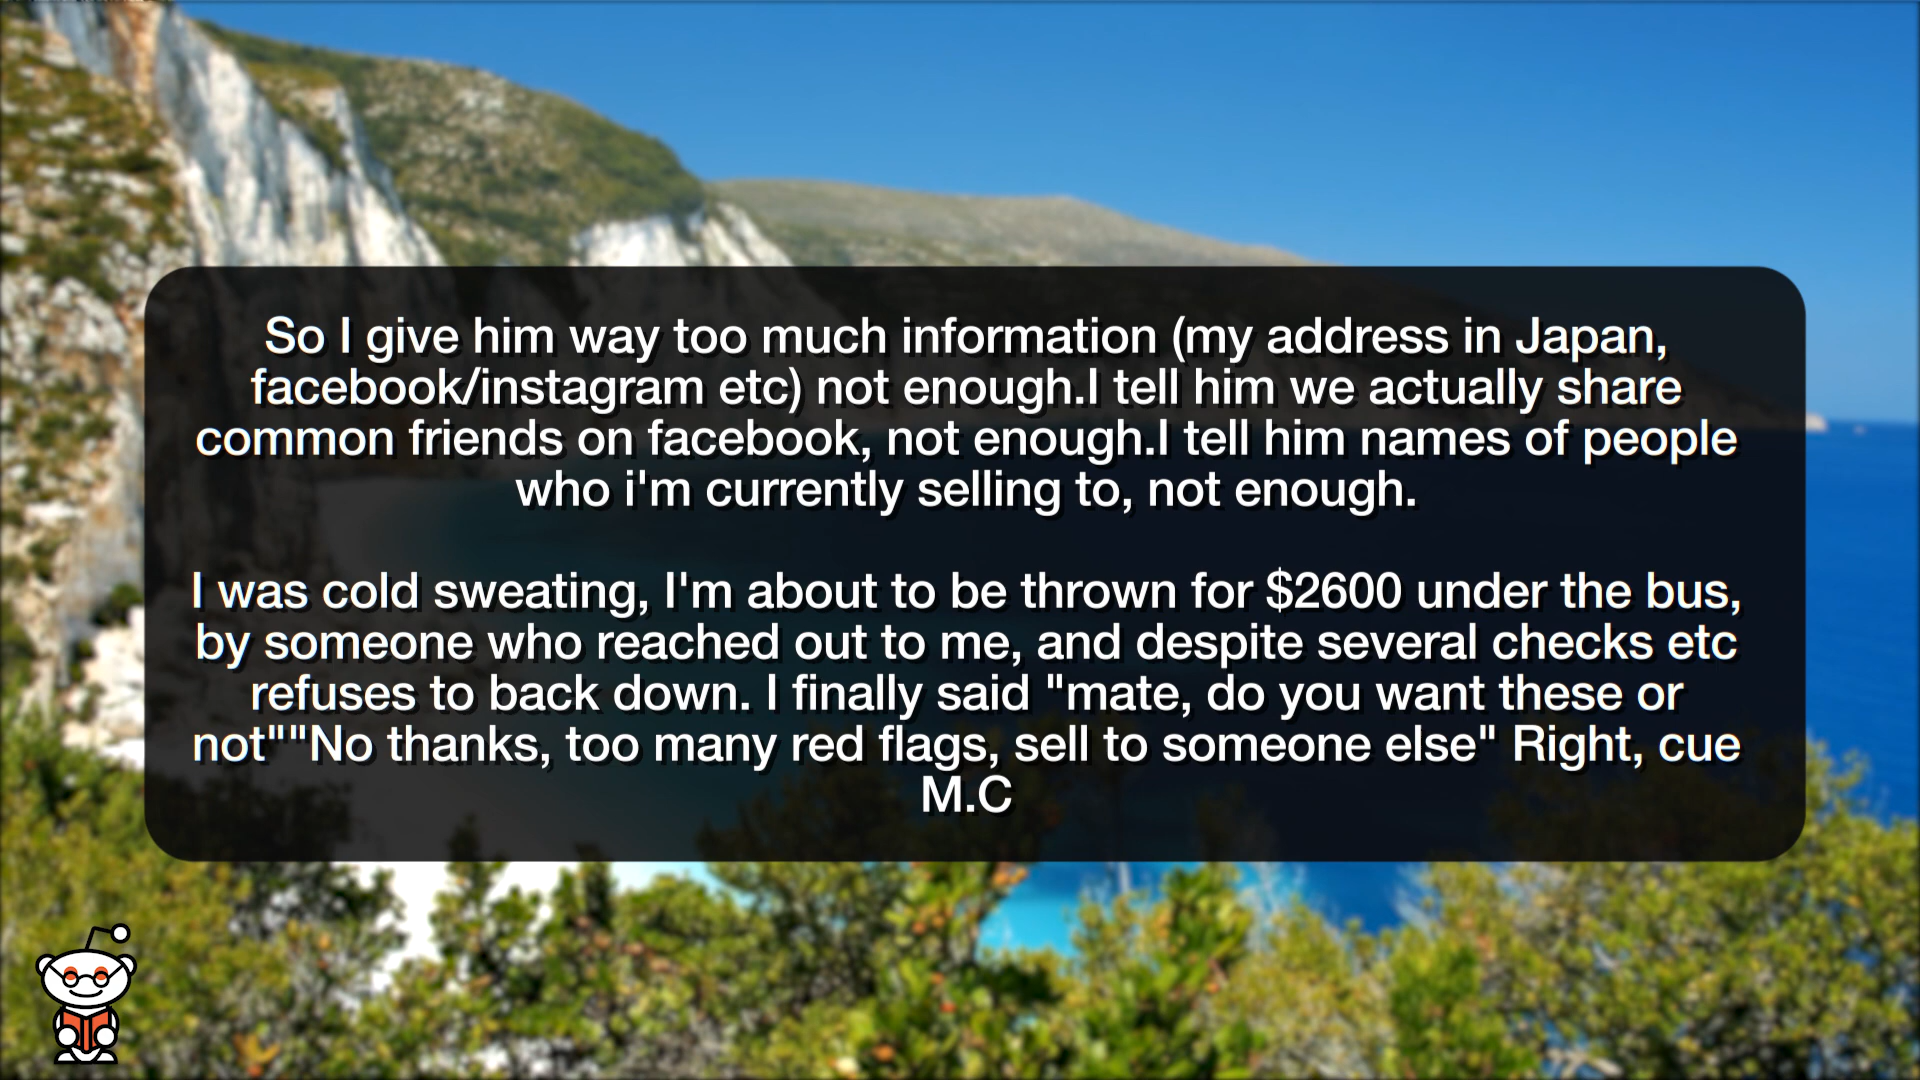 So I give him way too much information (my address in Japan,
facebook/instagram etc) not enough.I tell him we actually share
common friends on facebook, not enough.I tell him names of people
who i'm currently selling to, not enough.
I was cold sweating, I'm about to be thrown for $2600 under the bus,
by someone who reached out to me, and despite several checks etc
refuses to back down. I finally said "mate, do you want these or
not""No thanks, too many red flags, sell to someone else" Right, cue
M.C